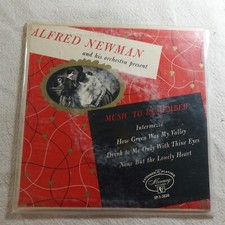 ALFRED NEWMAN
and his orchestra present
MUSIC TO REMEMBER
Intermezzo
How Green Was My Valley
Drink to Me Only With Thine Eyes
None But the Lonely Heart
Mercury